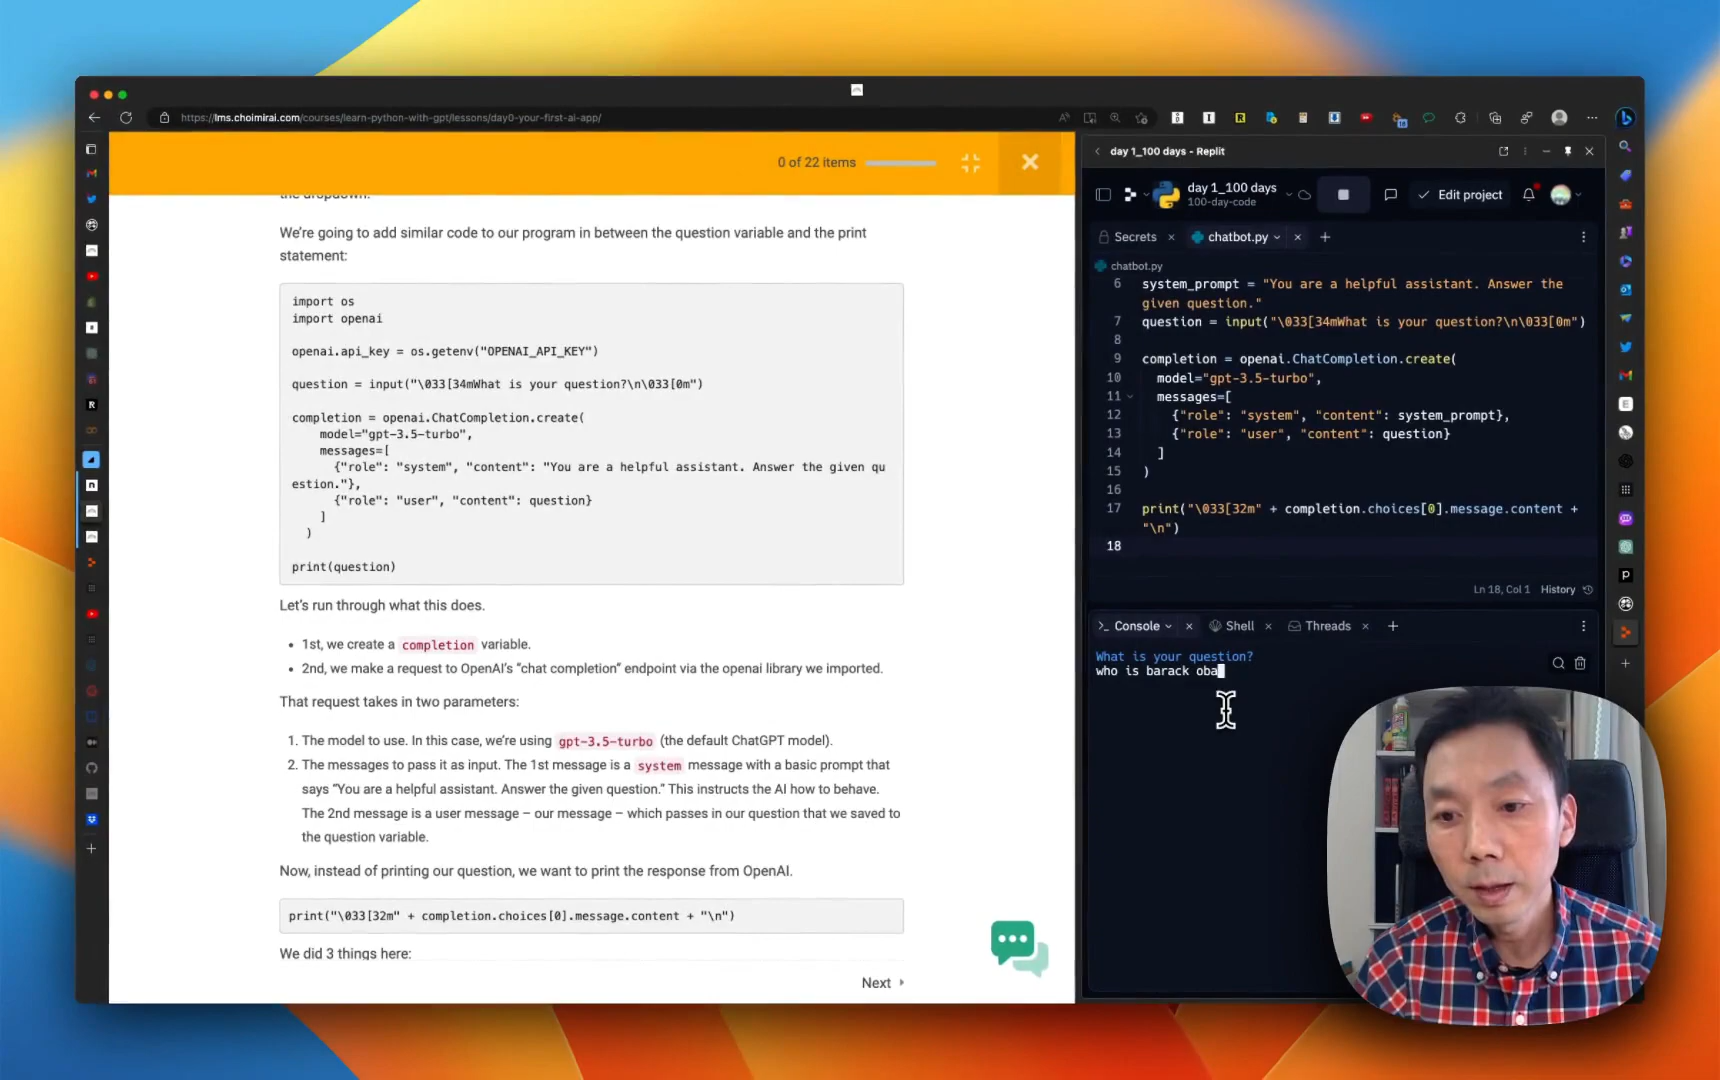 https://lms.choimirai.com/courses/learn-python-with-gpt/lessons/day0-your-first-ai-app/
0 of 22 items
the dropdown.
We're going to add similar code to our program in between the question variable and the print
statement:
import os
import openai
openai.api_key = os.getenv("OPENAI_API_KEY")
question = input("\033[34mWhat is your question?\n\033[0m")
completion = openai.ChatCompletion.create(
model="gpt-3.5-turbo",
messages=[
{"role": "system", "content": "You are a helpful assistant. Answer the given qu
estion."},
{"role": "user", "content": question}
]
)
print(question)
Let's run through what this does.
• 1st, we create a completion variable.
• 2nd, we make a request to OpenAI's "chat completion" endpoint via the openai library we imported.
That request takes in two parameters:
1. The model to use. In this case, we're using gpt-3.5-turbo (the default ChatGPT model).
2. The messages to pass it as input. The 1st message is a system message with a basic prompt that
says "You are a helpful assistant. Answer the given question." This instructs the AI how to behave.
The 2nd message is a user message – our message – which passes in our question that we saved to
the question variable.
Now, instead of printing our question, we want to print the response from OpenAI.
print("\033[32m" + completion.choices[0].message.content + "\n")
We did 3 things here:
Next
day 1_100 days - Replit
day 1_100 days
100-day-code
Edit project
Secrets
chatbot.py
chatbot.py
6 system_prompt = "You are a helpful assistant. Answer the
given question."
7 question = input("\033[34mWhat is your question?\n\033[0m")
8
9 completion = openai.ChatCompletion.create(
10 model="gpt-3.5-turbo",
11 messages=[
12 {"role": "system", "content": system_prompt},
13 {"role": "user", "content": question}
14 ]
15 )
16
17 print("\033[32m" + completion.choices[0].message.content +
"\n")
18
Ln 18, Col 1 History
>_ Console
Shell
Threads
What is your question?
who is barack oba